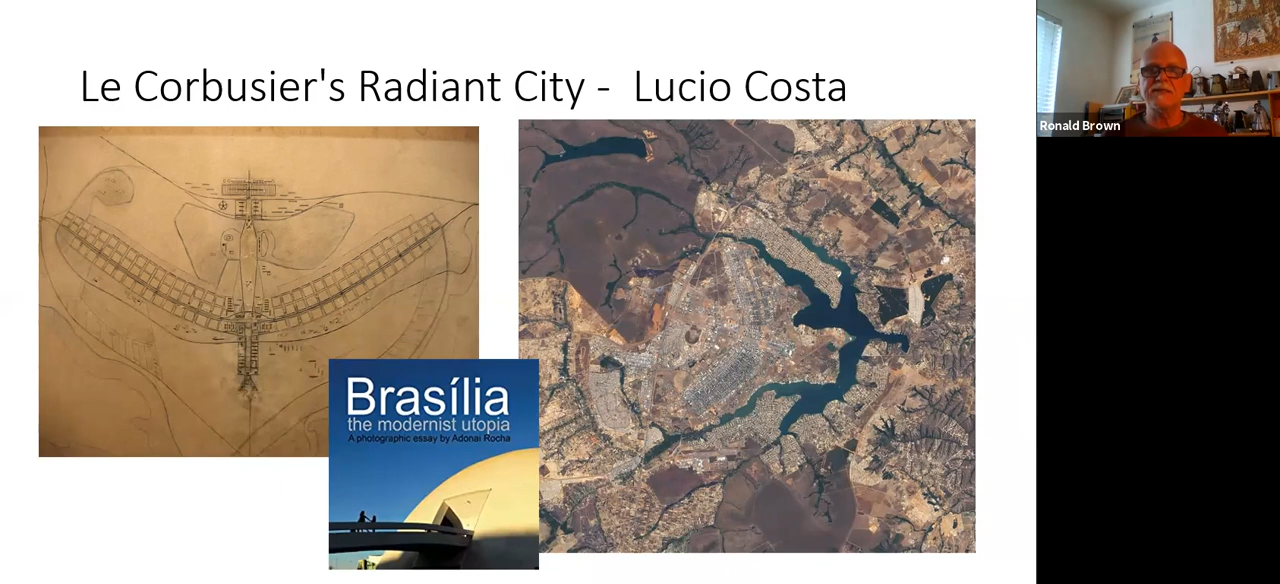 Le Corbusier's Radiant City - Lucio Costa
Ronald Brown
Brasília
the modernist utopia
A photographic essay by Adonai Rocha